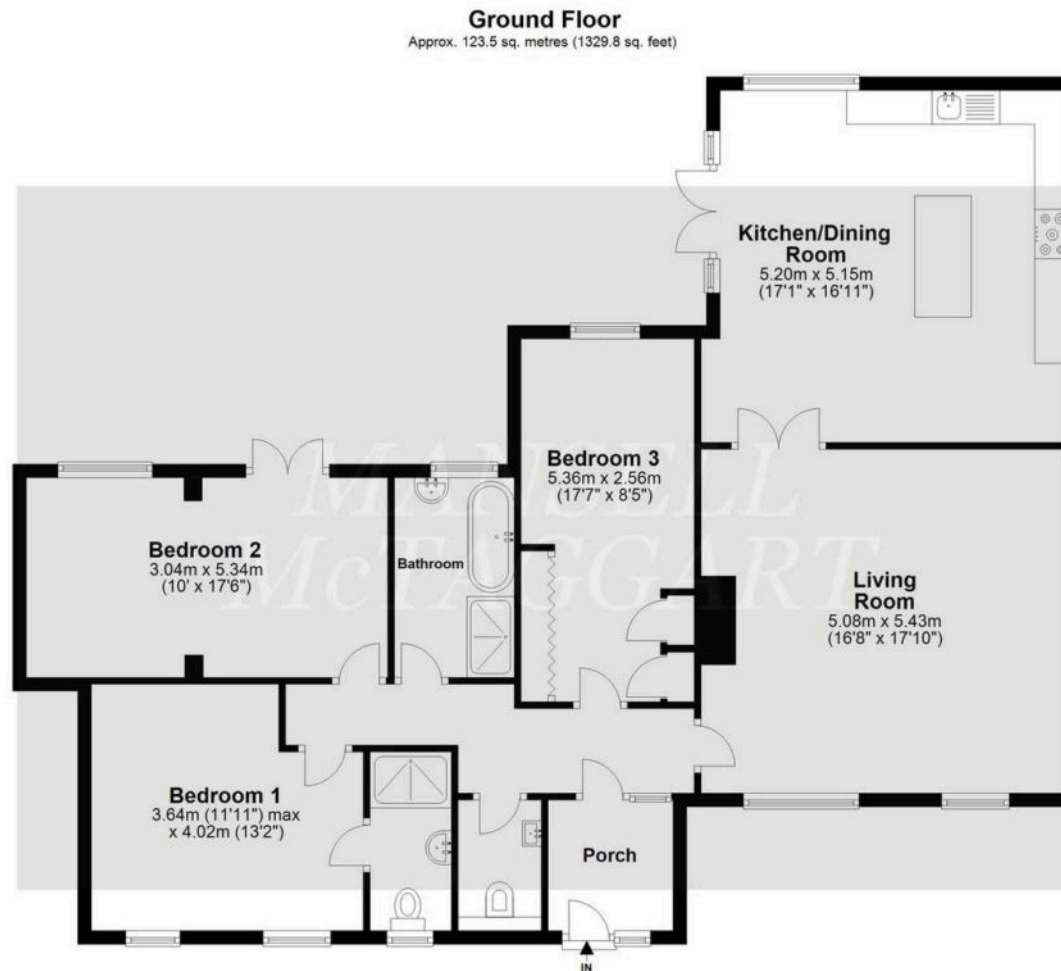 Ground Floor
Approx. 123.5 sq. metres (1329.8 sq. feet)
Kitchen/Dining
Room
5.20m x 5.15m
(17'1" x 16'11")
Bedroom 3
5.36m x 2.56m
(17'7" x 8'5")
Bedroom 2
3.04m x 5.34m
(10' x 17'6")
Bathroom
MANSELL
McTAGGART
Living
Room
5.08m x 5.43m
(16'8" x 17'10")
Bedroom 1
3.64m (11'11") max
x 4.02m (13'2")
Porch
IN